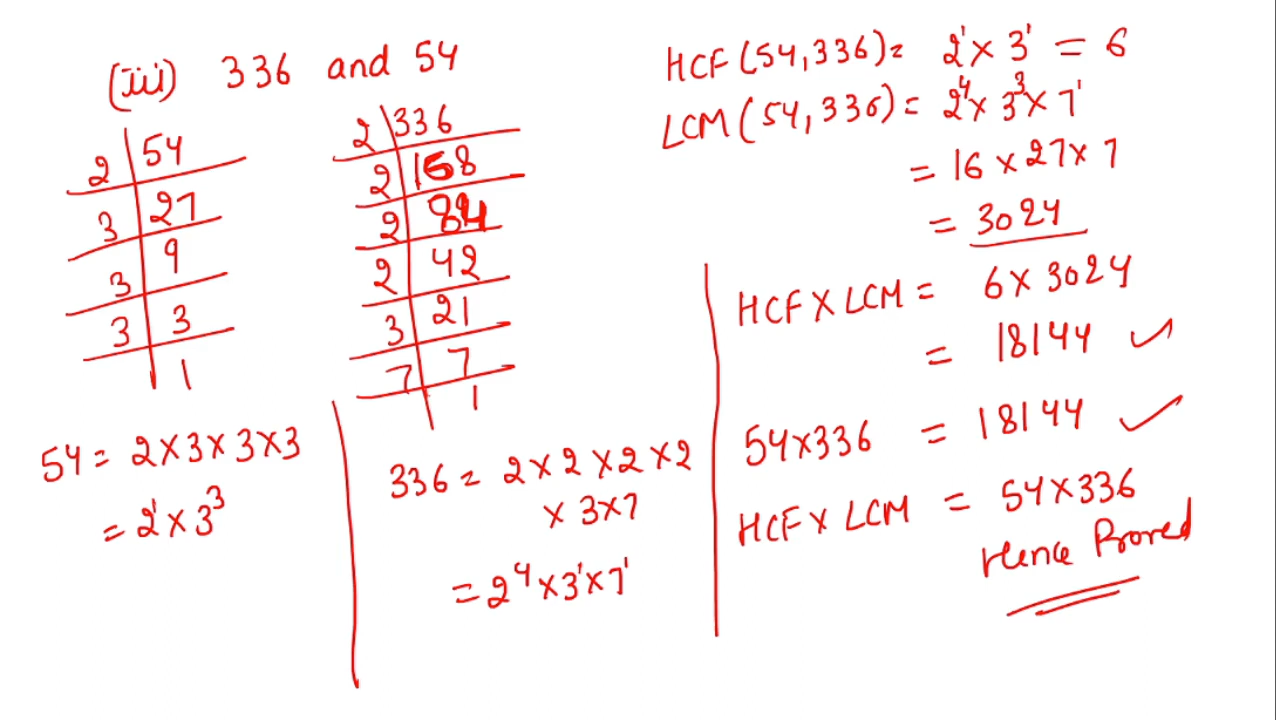 (iii) 336 and 54
2 | 54
3 | 27
3 | 9
3 | 3
1
2 | 336
2 | 168
2 | 84
2 | 42
3 | 21
7 | 7
1
54 = 2 × 3 × 3 × 3
= 2¹ × 3³
336 = 2 × 2 × 2 × 2
× 3 × 7
= 2⁴ × 3¹ × 7¹
HCF (54, 336) = 2¹ × 3¹ = 6
LCM (54, 336) = 2⁴ × 3³ × 7¹
= 16 × 27 × 7
= 3024
HCF × LCM = 6 × 3024
= 18144 ✓
54 × 336 = 18144 ✓
HCF × LCM = 54 × 336
Hence Proved